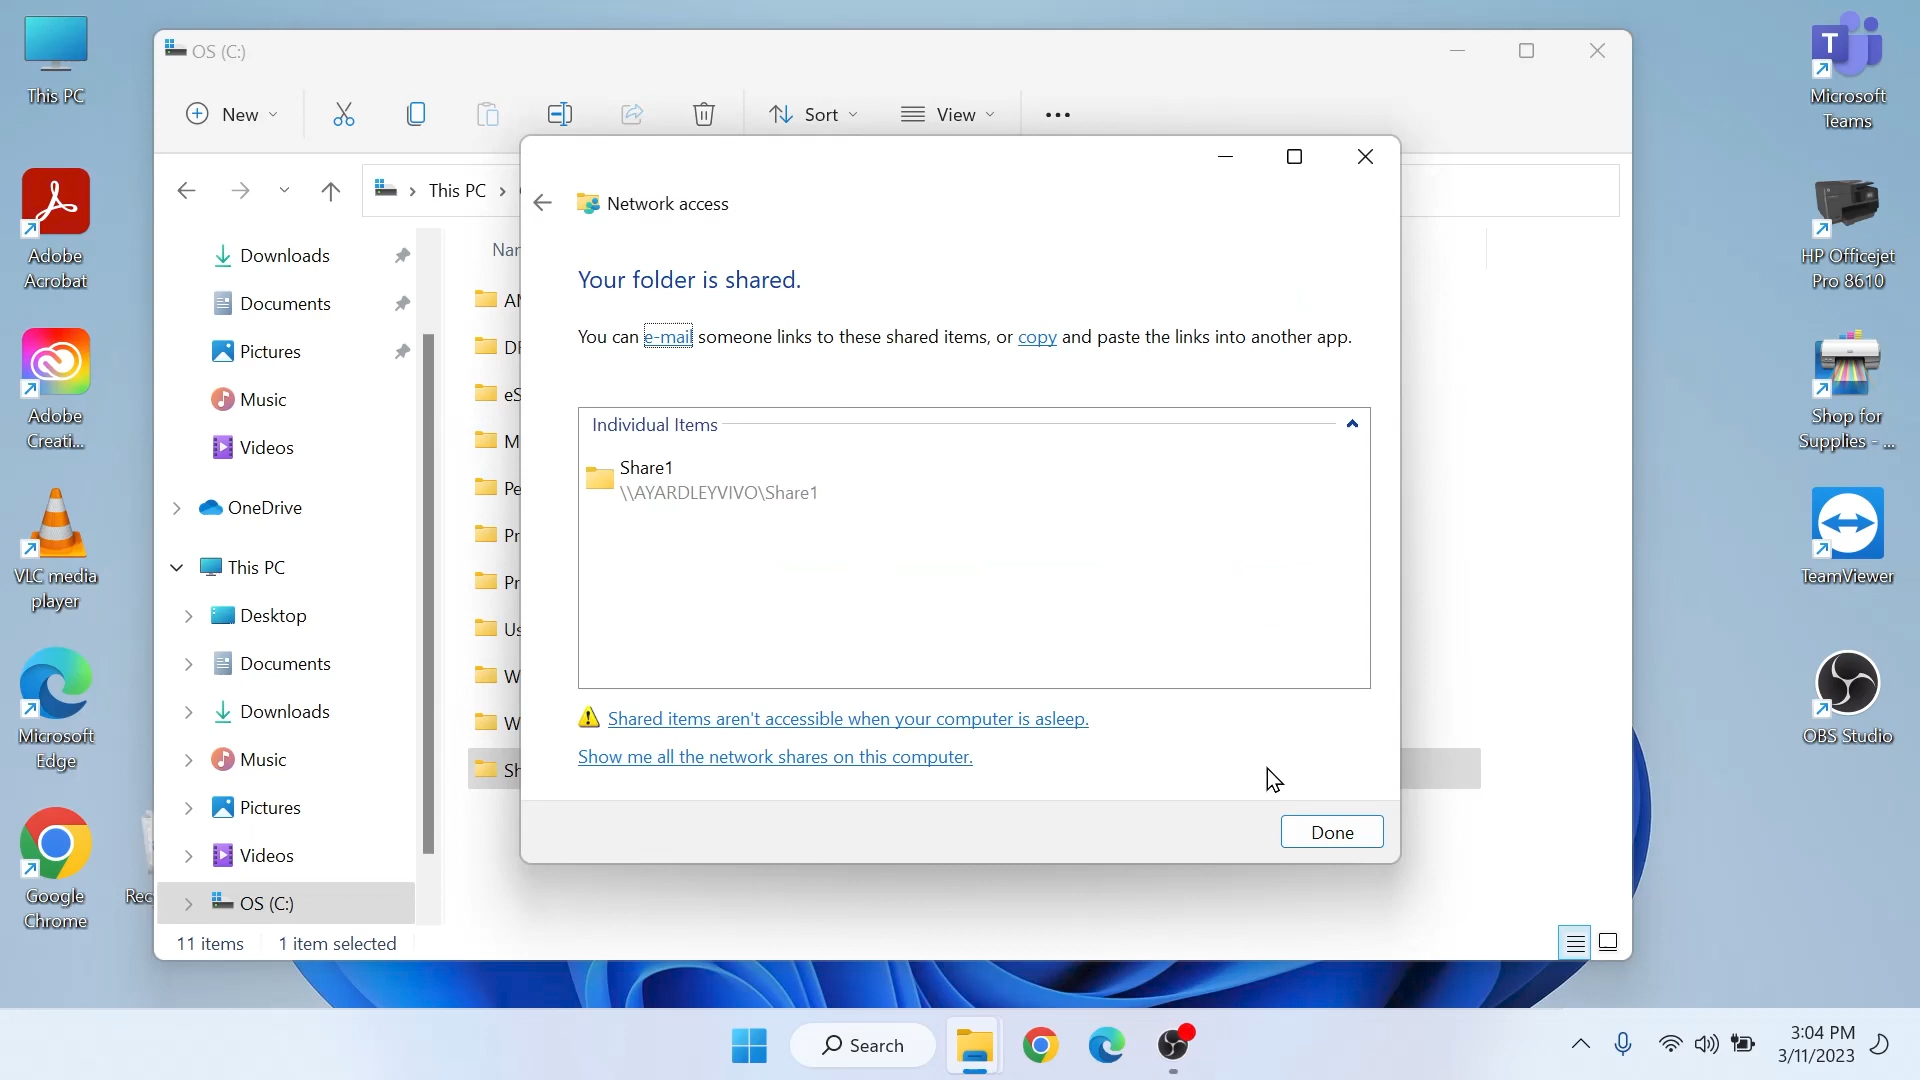 This PC
Adobe
Acrobat
Adobe
Creati...
VLC media
player
Microsoft
Edge
Google
Chrome
OS (C:)
New
Sort
View
This PC
Downloads
Documents
Pictures
Music
Videos
OneDrive
This PC
Desktop
Documents
Downloads
Music
Pictures
Videos
OS (C:)
11 items
1 item selected
Network access
Your folder is shared.
You can e-mail someone links to these shared items, or copy and paste the links into another app.
Individual Items
Share1
\\AYARDLEYVIVO\Share1
Shared items aren't accessible when your computer is asleep.
Show me all the network shares on this computer.
Done
Microsoft
Teams
HP Officejet
Pro 8610
Shop for
Supplies - ...
TeamViewer
OBS Studio
Search
3:04 PM
3/11/2023